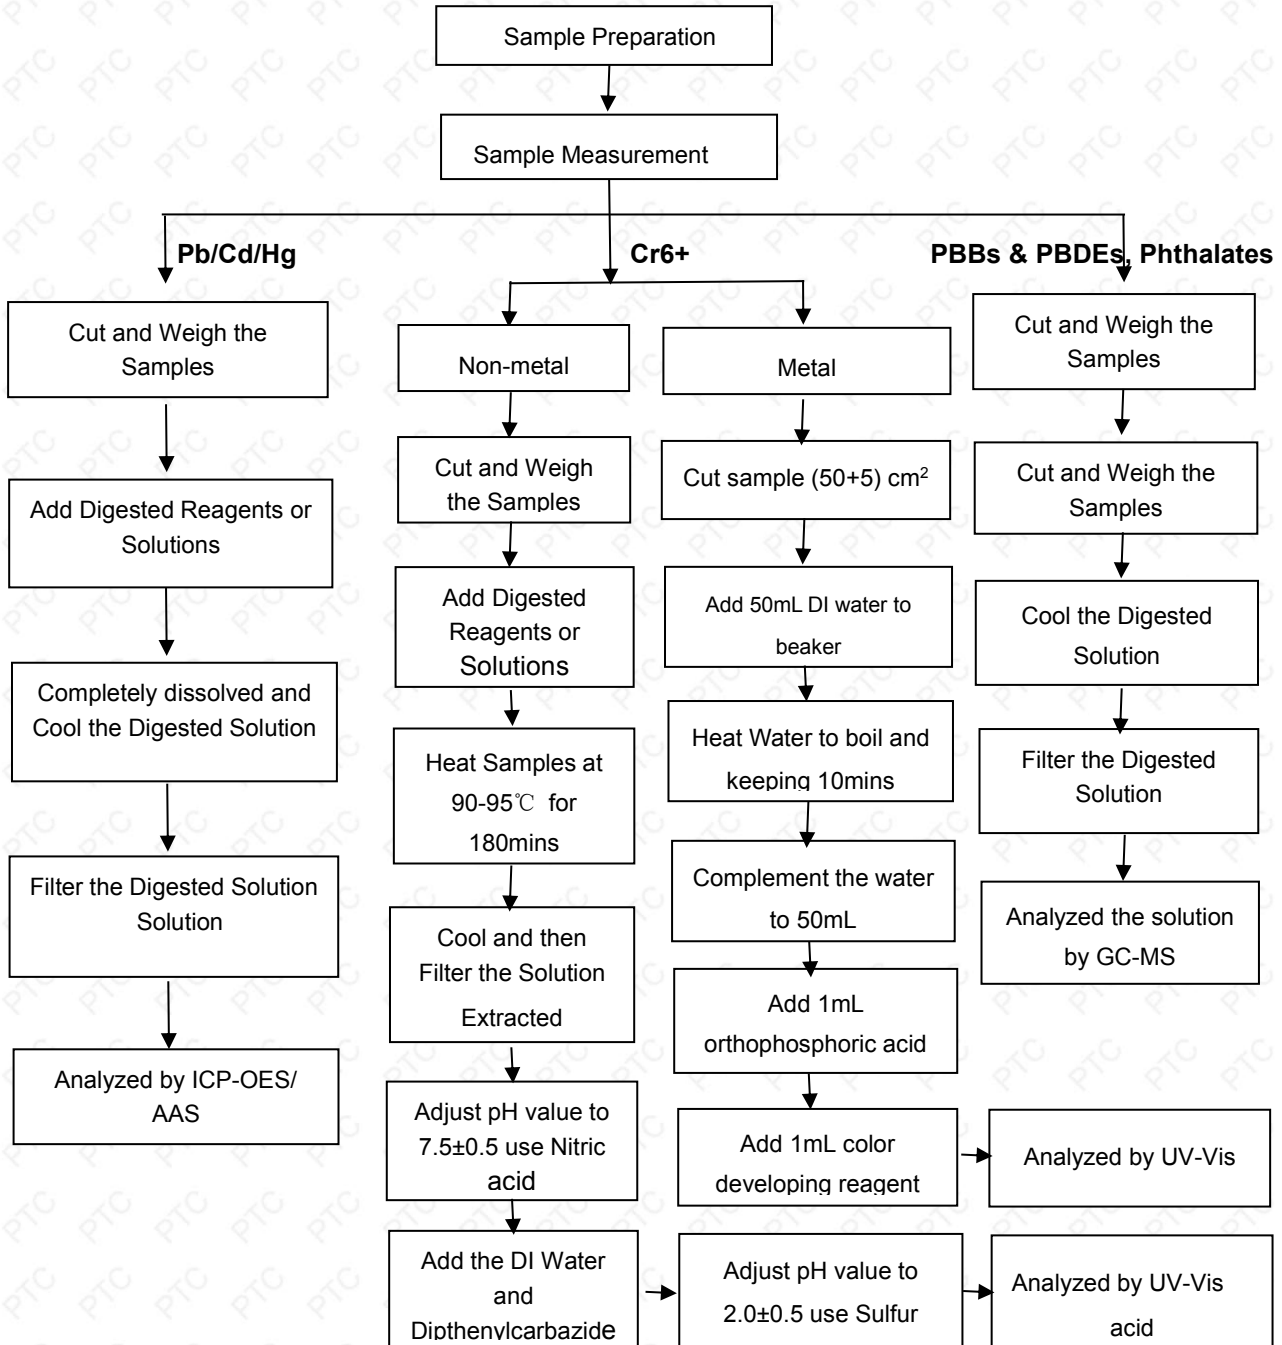 Sample Preparation
Sample Measurement
Pb/Cd/Hg
Cr6+
PBBs & PBDEs, Phthalates
Cut and Weigh the
Samples
Add Digested Reagents or
Solutions
Completely dissolved and
Cool the Digested Solution
Filter the Digested Solution
Solution
Analyzed by ICP-OES/
AAS
Non-metal
Cut and Weigh
the Samples
Add Digested
Reagents or
Solutions
Heat Samples at
90-95℃ for
180mins
Cool and then
Filter the Solution
Extracted
Adjust pH value to
7.5±0.5 use Nitric
acid
Add the DI Water
and
Dipthenylcarbazide
Adjust pH value to
2.0±0.5 use Sulfur
Analyzed by UV-Vis
acid
Metal
Cut sample (50+5) cm²
Add 50mL DI water to
beaker
Heat Water to boil and
keeping 10mins
Complement the water
to 50mL
Add 1mL
orthophosphoric acid
Add 1mL color
developing reagent
Analyzed by UV-Vis
Cut and Weigh the
Samples
Cut and Weigh the
Samples
Cool the Digested
Solution
Filter the Digested
Solution
Analyzed the solution
by GC-MS
PTC